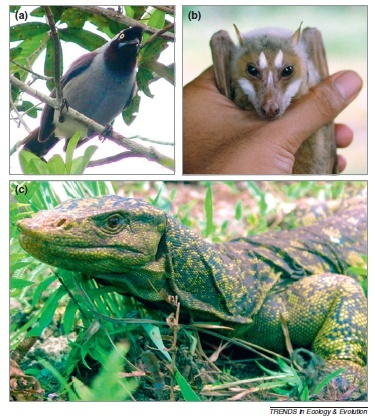 (a)
(b)
(c)
TRENDS in Ecology & Evolution